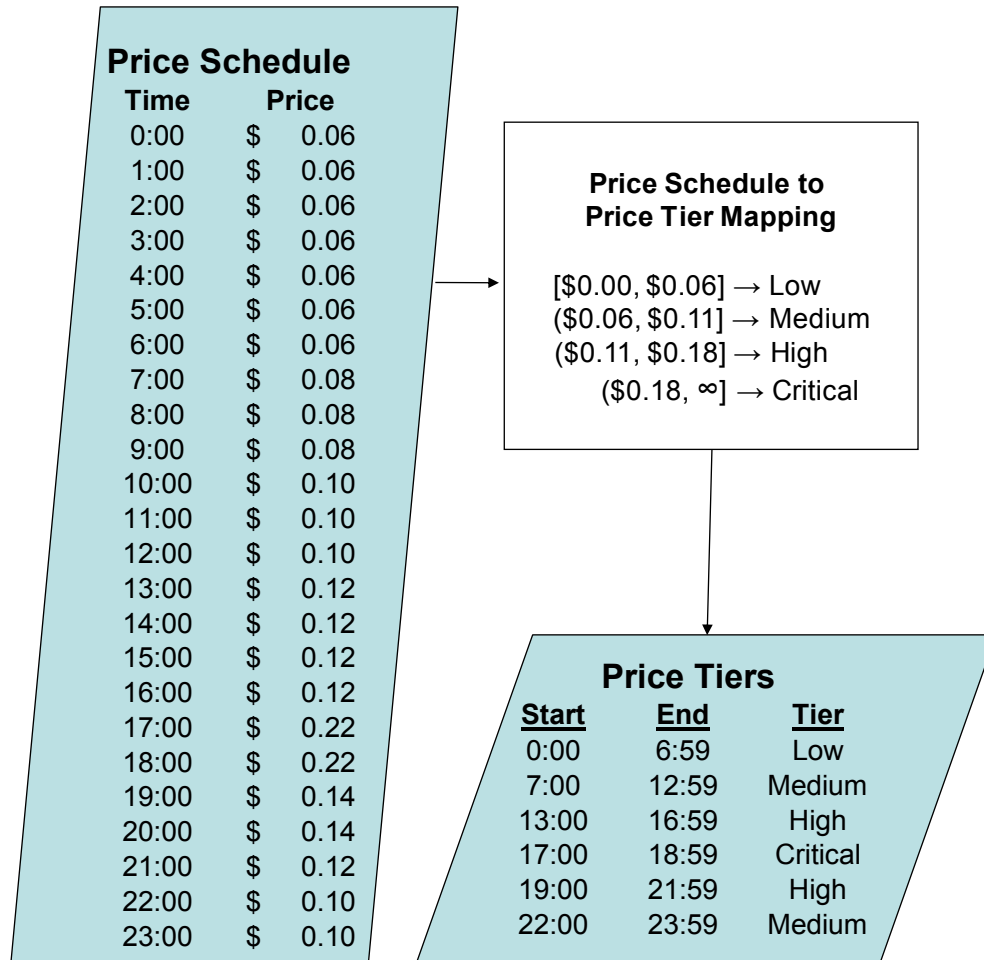 Price Schedule
Time Price
0:00 $ 0.06
1:00 $ 0.06
2:00 $ 0.06
3:00 $ 0.06
4:00 $ 0.06
5:00 $ 0.06
6:00 $ 0.06
7:00 $ 0.08
8:00 $ 0.08
9:00 $ 0.08
10:00 $ 0.10
11:00 $ 0.10
12:00 $ 0.10
13:00 $ 0.12
14:00 $ 0.12
15:00 $ 0.12
16:00 $ 0.12
17:00 $ 0.22
18:00 $ 0.22
19:00 $ 0.14
20:00 $ 0.14
21:00 $ 0.12
22:00 $ 0.10
23:00 $ 0.10
Price Schedule to
Price Tier Mapping
[$0.00, $0.06] → Low
($0.06, $0.11] → Medium
($0.11, $0.18] → High
($0.18, ∞] → Critical
Price Tiers
Start End Tier
0:00 6:59 Low
7:00 12:59 Medium
13:00 16:59 High
17:00 18:59 Critical
19:00 21:59 High
22:00 23:59 Medium